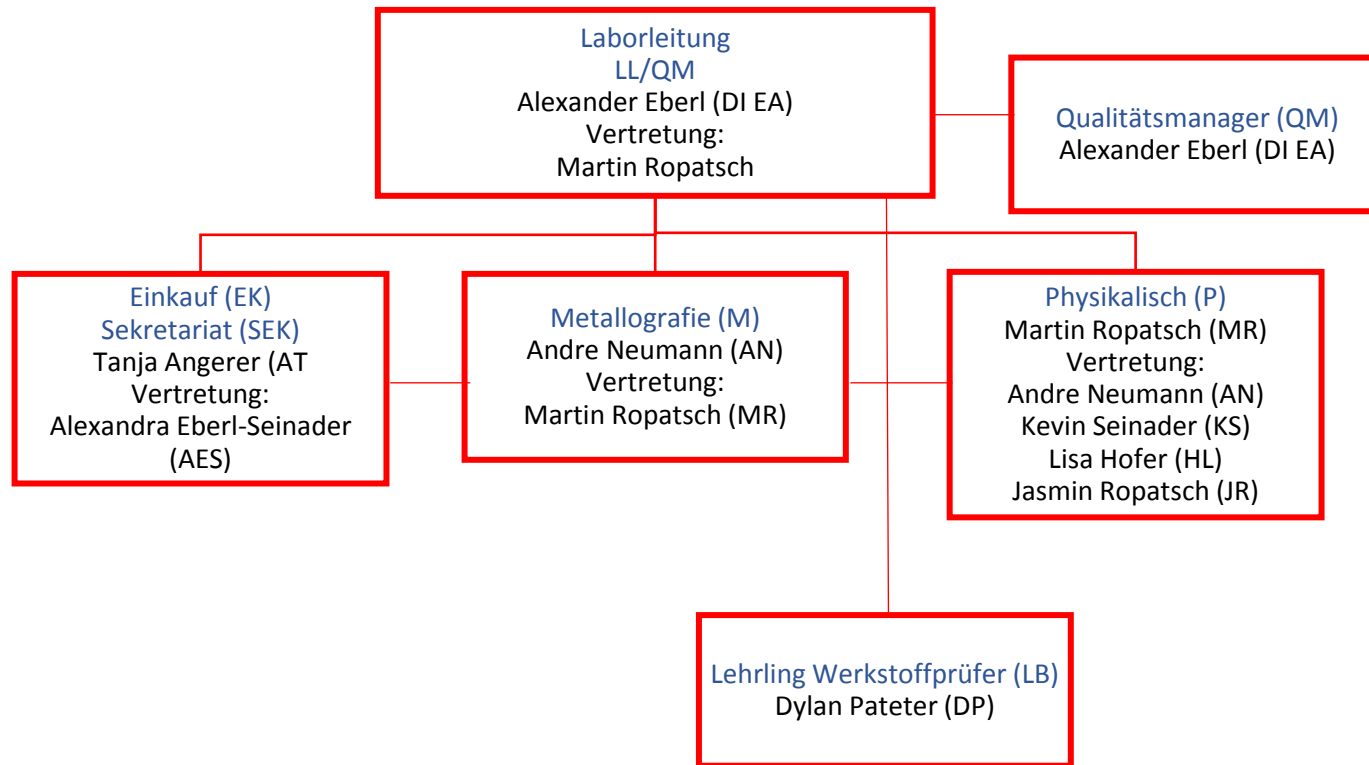 Laborleitung
LL/QM
Alexander Eberl (DI EA)
Vertretung:
Martin Ropatsch
Qualitätsmanager (QM)
Alexander Eberl (DI EA)
Einkauf (EK)
Sekretariat (SEK)
Tanja Angerer (AT
Vertretung:
Alexandra Eberl-Seinader
(AES)
Metallografie (M)
Andre Neumann (AN)
Vertretung:
Martin Ropatsch (MR)
Physikalisch (P)
Martin Ropatsch (MR)
Vertretung:
Andre Neumann (AN)
Kevin Seinader (KS)
Lisa Hofer (HL)
Jasmin Ropatsch (JR)
Lehrling Werkstoffprüfer (LB)
Dylan Pateter (DP)